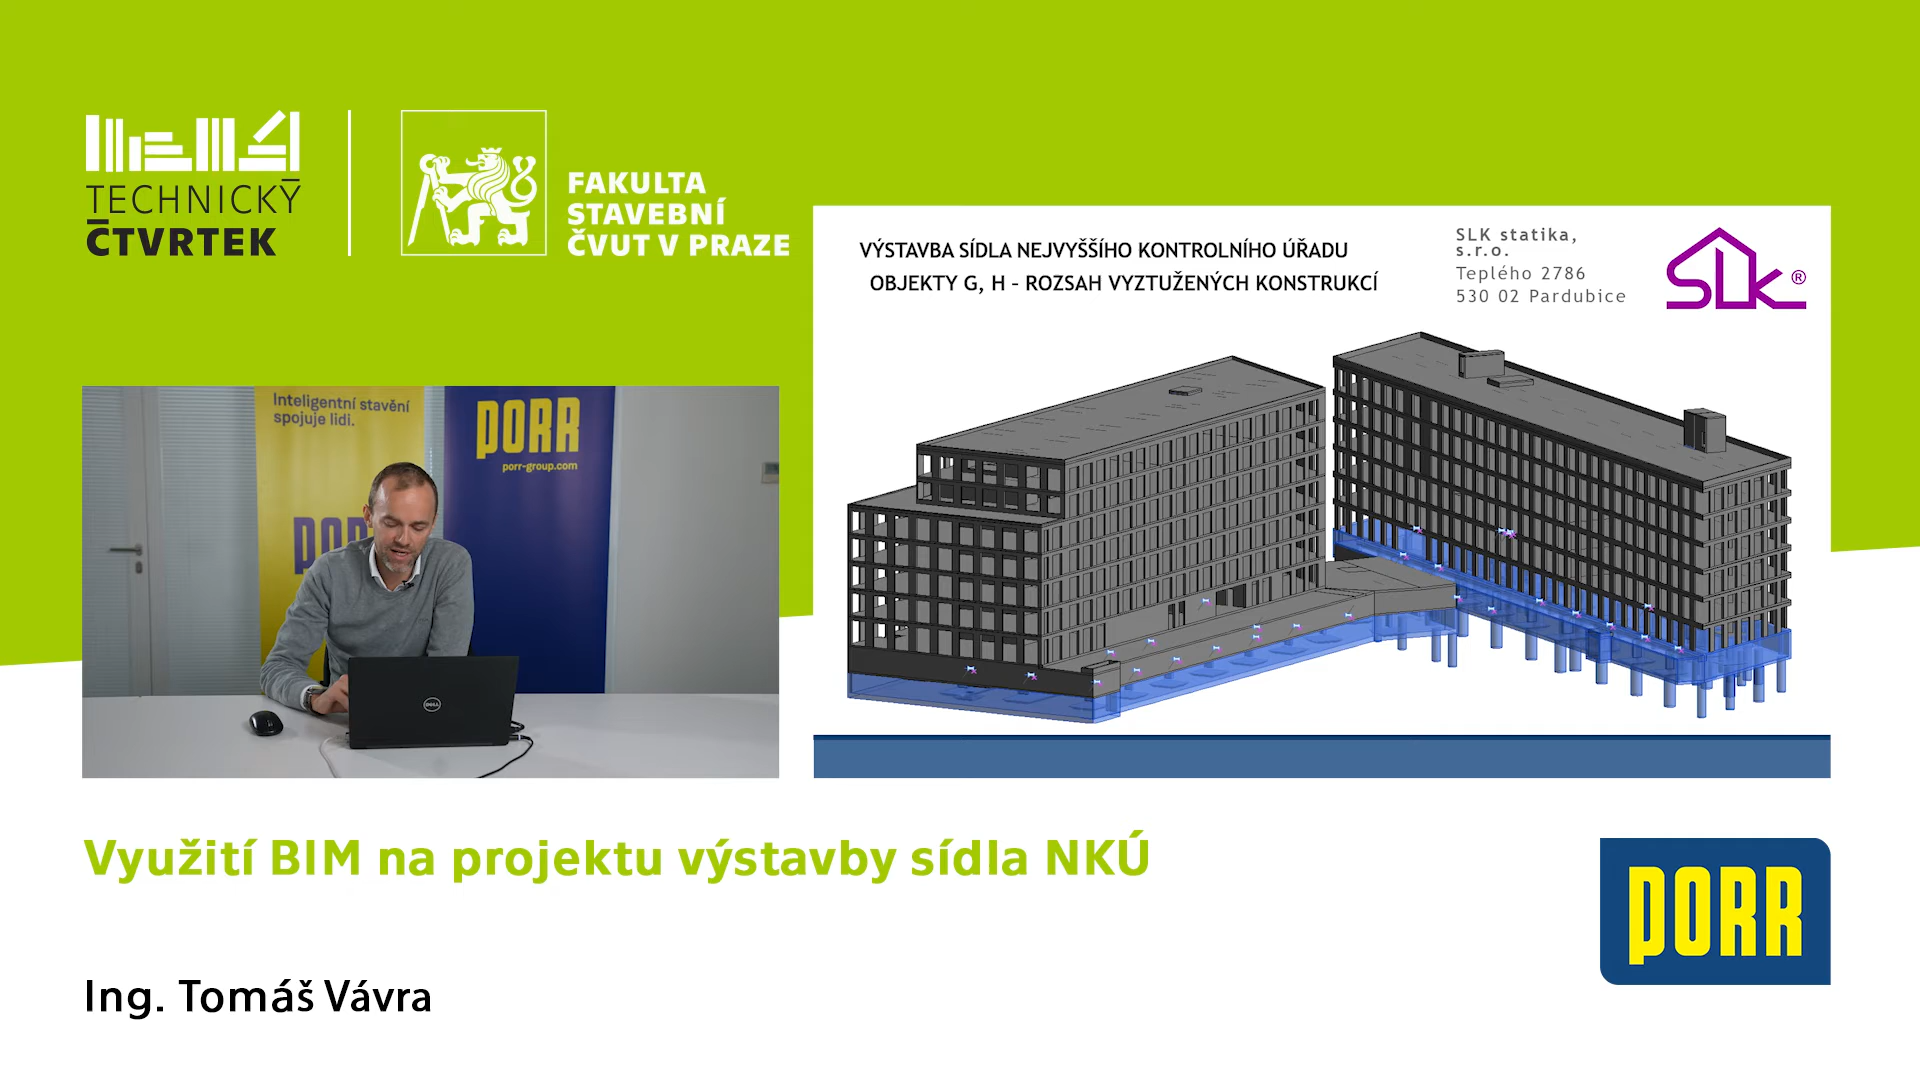 TECHNICKÝ
ČTVRTEK
FAKULTA
STAVEBNÍ
ČVUT V PRAZE
VÝSTAVBA SÍDLA NEJVYŠŠÍHO KONTROLNÍHO ÚŘADU
OBJEKTY G, H – ROZSAH VYZTUŽENÝCH KONSTRUKCÍ
SLK statika,
s.r.o.
Teplého 2786
530 02 Pardubice
SLK®
Inteligentní stavění
spojuje lidi.
PORR
porr-group.com
POR
DELL
Využití BIM na projektu výstavby sídla NKÚ
PORR
Ing. Tomáš Vávra